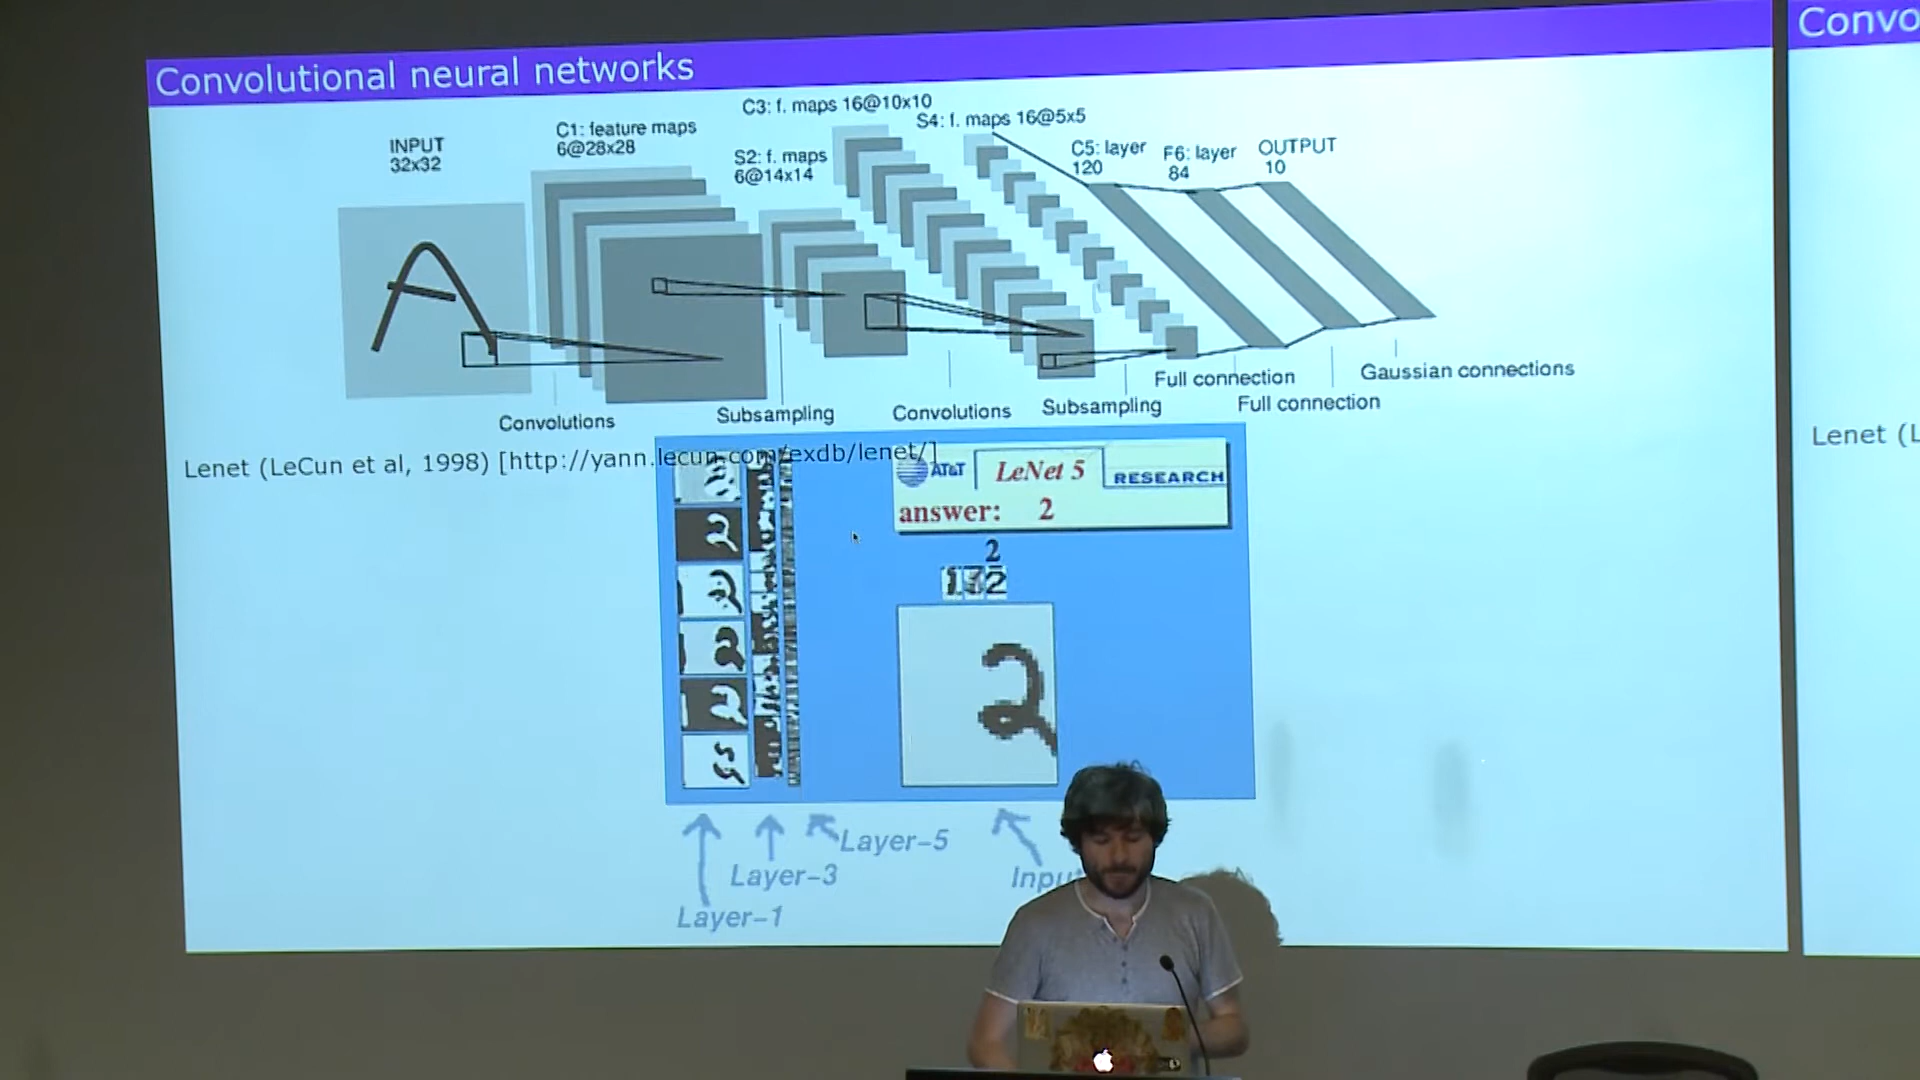 Convolutional neural networks
Convo
C3: f. maps 16@10x10
S4: f. maps 16@5x5
INPUT
32x32
C1: feature maps
6@28x28
S2: f. maps
6@14x14
C5: layer
120
F6: layer
84
OUTPUT
10
Convolutions
Subsampling
Convolutions
Subsampling
Full connection
Full connection
Gaussian connections
Lenet (LeCun et al, 1998) [http://yann.lecun.com/exdb/lenet/]
Lenet (L
AT&T
LeNet 5
RESEARCH
answer: 2
2
2
Layer-5
Layer-3
Layer-1
Inpu